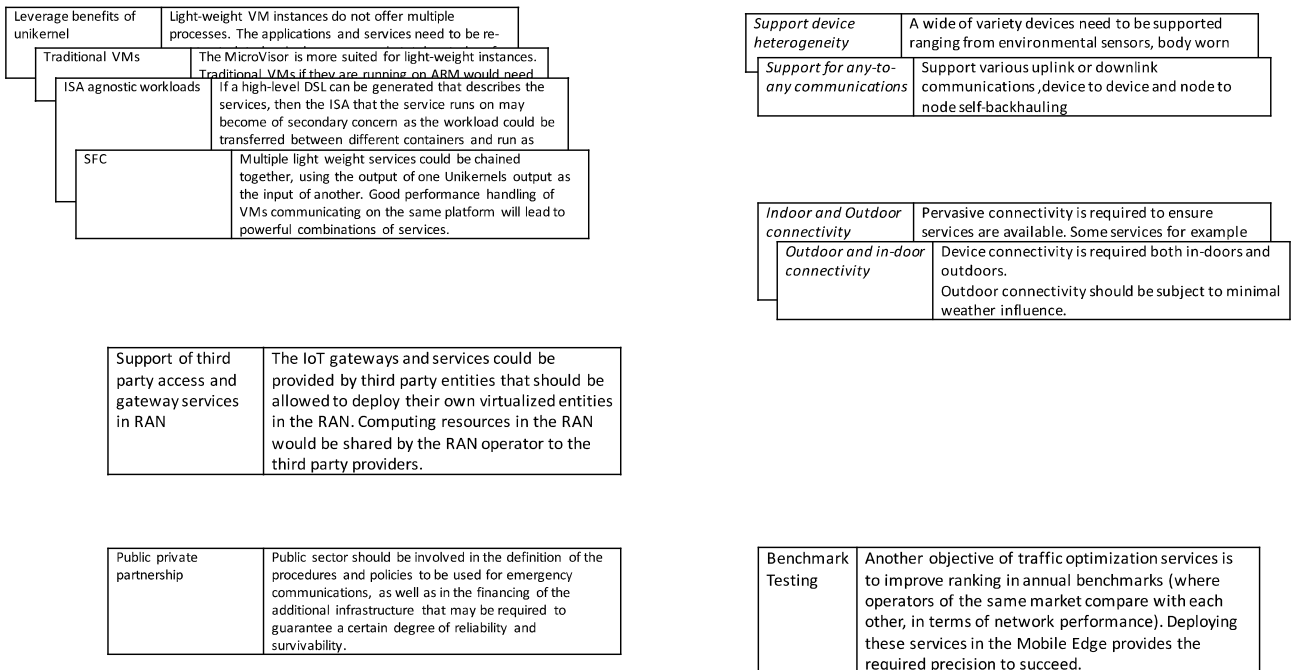 Leverage benefits of
unikernel
Light-weight VM instances do not offer multiple
processes. The applications and services need to be re-
Traditional VMs
The MicroVisor is more suited for light-weight instances.
Traditional VMs if they are running on ARM would need
ISA agnostic workloads
If a high-level DSL can be generated that describes the
services, then the ISA that the service runs on may
become of secondary concern as the workload could be
transferred between different containers and run as
SFC
Multiple light weight services could be chained
together, using the output of one Unikernels output as
the input of another. Good performance handling of
VMs communicating on the same platform will lead to
powerful combinations of services.
Support of third
party access and
gateway services
in RAN
The IoT gateways and services could be
provided by third party entities that should be
allowed to deploy their own virtualized entities
in the RAN. Computing resources in the RAN
would be shared by the RAN operator to the
third party providers.
Public private
partnership
Public sector should be involved in the definition of the
procedures and policies to be used for emergency
communications, as well as in the financing of the
additional infrastructure that may be required to
guarantee a certain degree of reliability and
survivability.
Support device
heterogeneity
A wide of variety devices need to be supported
ranging from environmental sensors, body worn
Support for any-to-
any communications
Support various uplink or downlink
communications ,device to device and node to
node self-backhauling
Indoor and Outdoor
connectivity
Pervasive connectivity is required to ensure
services are available. Some services for example
Outdoor and in-door
connectivity
Device connectivity is required both in-doors and
outdoors.
Outdoor connectivity should be subject to minimal
weather influence.
Benchmark
Testing
Another objective of traffic optimization services is
to improve ranking in annual benchmarks (where
operators of the same market compare with each
other, in terms of network performance). Deploying
these services in the Mobile Edge provides the
required precision to succeed.